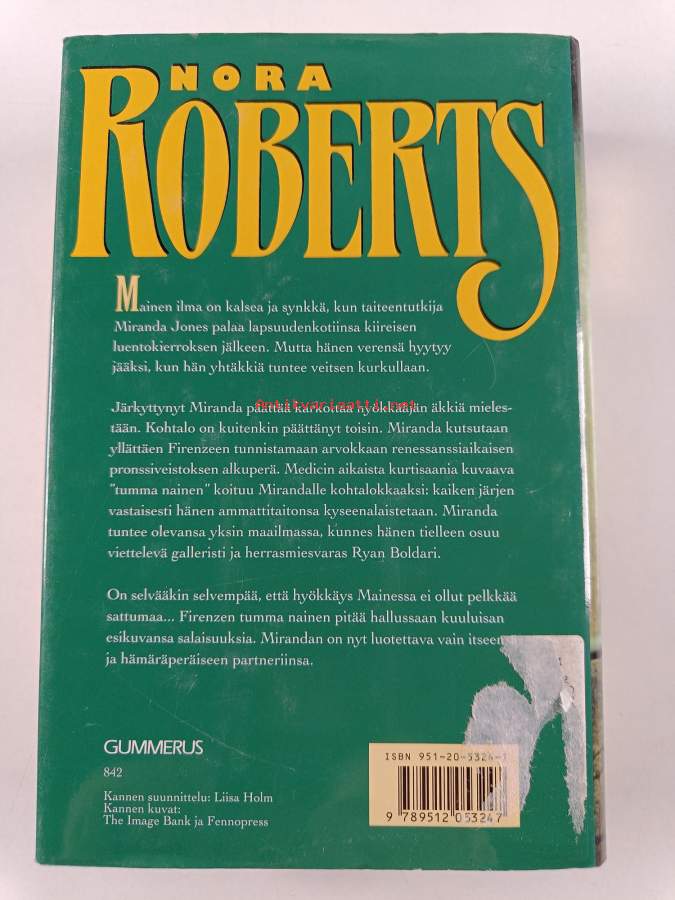 NORA
ROBERTS
Mainen ilma on kalsea ja synkkä, kun taiteentutkija
Miranda Jones palaa lapsuudenkotiinsa kiireisen
luentokierroksen jälkeen. Mutta hänen verensä hyytyy
jääksi, kun hän yhtäkkiä tuntee veitsen kurkullaan.
Antikvariaatti.net
Järkyttynyt Miranda päättää karkottaa hyökkääjän äkkiä mieles-
tään. Kohtalo on kuitenkin päättänyt toisin. Miranda kutsutaan
yllättäen Firenzeen tunnistamaan arvokkaan renessanssiaikaisen
pronssiveistoksen alkuperä. Medicin aikaista kurtisaania kuvaava
"tumma nainen" koituu Mirandalle kohtalokkaaksi: kaiken järjen
vastaisesti hänen ammattitaitonsa kyseenalaistetaan. Miranda
tuntee olevansa yksin maailmassa, kunnes hänen tielleen osuu
viettelevä galleristi ja herrasmiesvaras Ryan Boldari.
On selvääkin selvempää, että hyökkäys Mainessa ei ollut pelkkää
sattumaa... Firenzen tumma nainen pitää hallussaan kuuluisan
esikuvansa salaisuuksia. Mirandan on nyt luotettava vain itseen
ja hämäräperäiseen partneriinsa.
GUMMERUS
842
Kannen suunnittelu: Liisa Holm
Kannen kuvat:
The Image Bank ja Fennopress
ISBN 951-20-5324-1
9 789512 053247